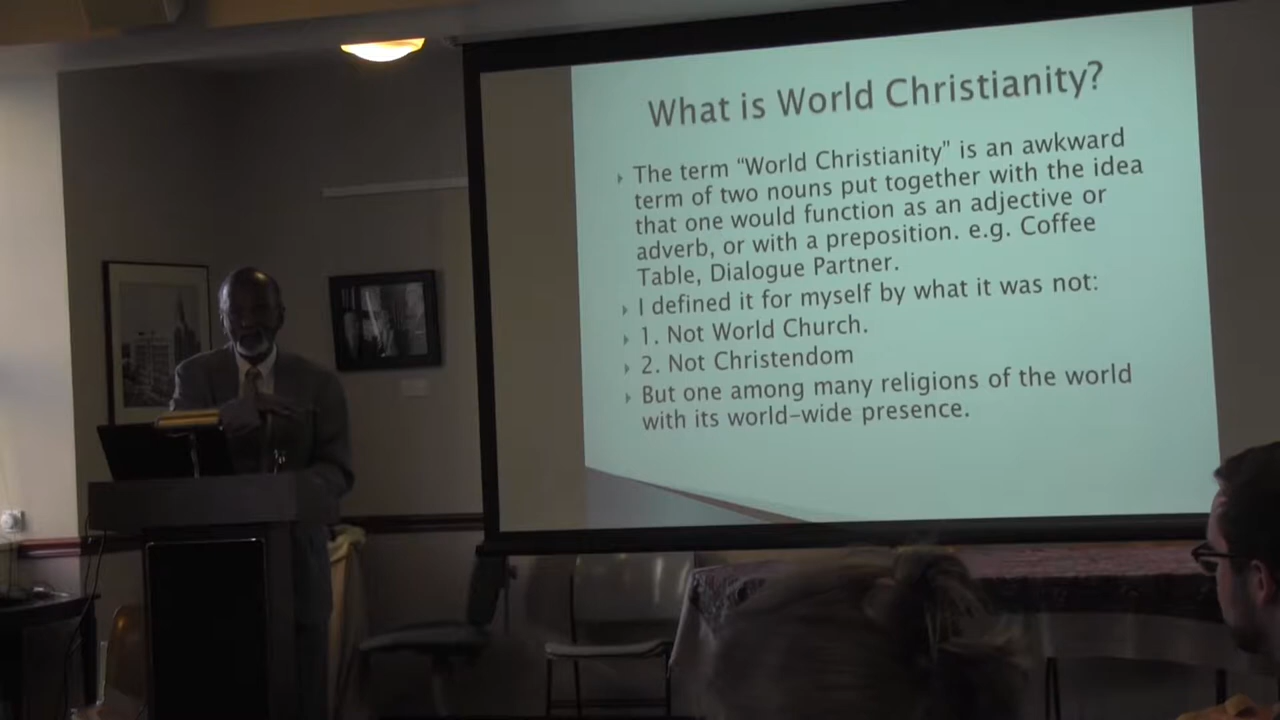 What is World Christianity?
The term “World Christianity” is an awkward
term of two nouns put together with the idea
that one would function as an adjective or
adverb, or with a preposition. e.g. Coffee
Table, Dialogue Partner.
I defined it for myself by what it was not:
1. Not World Church.
2. Not Christendom
But one among many religions of the world
with its world-wide presence.